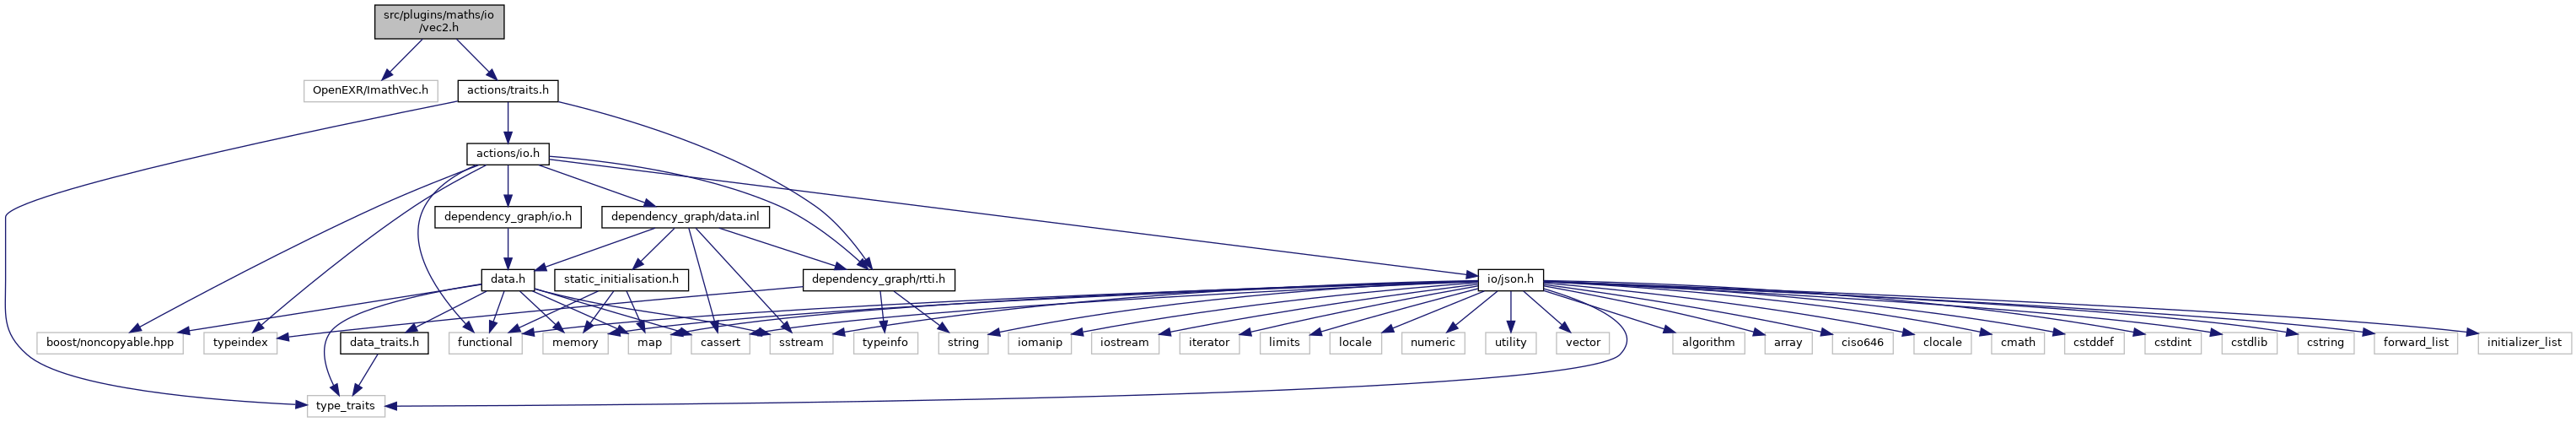 src/plugins/maths/io
/vec2.h
OpenEXR/ImathVec.h
actions/traits.h
actions/io.h
dependency_graph/io.h
dependency_graph/data.inl
data.h
static_initialisation.h
dependency_graph/rtti.h
io/json.h
boost/noncopyable.hpp
typeindex
data_traits.h
functional
memory
map
cassert
sstream
typeinfo
string
iomanip
iostream
iterator
limits
locale
numeric
utility
vector
algorithm
array
ciso646
clocale
cmath
cstddef
cstdint
cstdlib
cstring
forward_list
initializer_list
type_traits